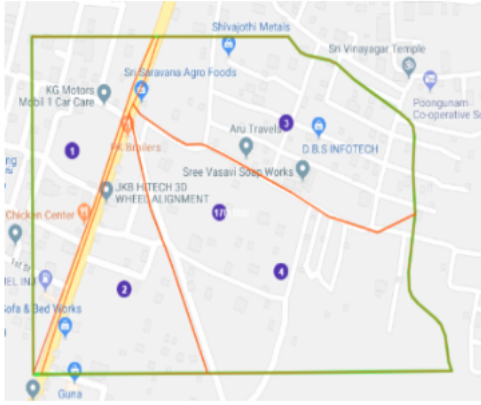 Shivajothi Metals
Sri Vinayagar Temple
KG Motors
Mobil 1 Car Care
Sri Saravana Agro Foods
Poongunam
Co-operative So
3
Aru Travels
PK Broilers
D.B.S INFOTECH
1
Sree Vasavi Soap Works
JKB HITECH 3D
WHEEL ALIGNMENT
Chicken Center
4
2
Sofa & Bed Works
Guna